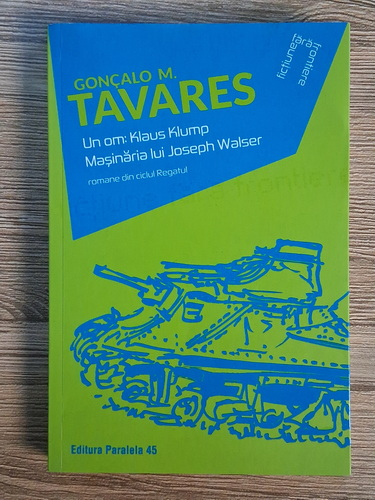 GONÇALO M.
TAVARES
Un om: Klaus Klump
Mașinăria lui Joseph Walser
romane din ciclul Regatul
ficțiune
fără
frontiere
Editura Paralela 45